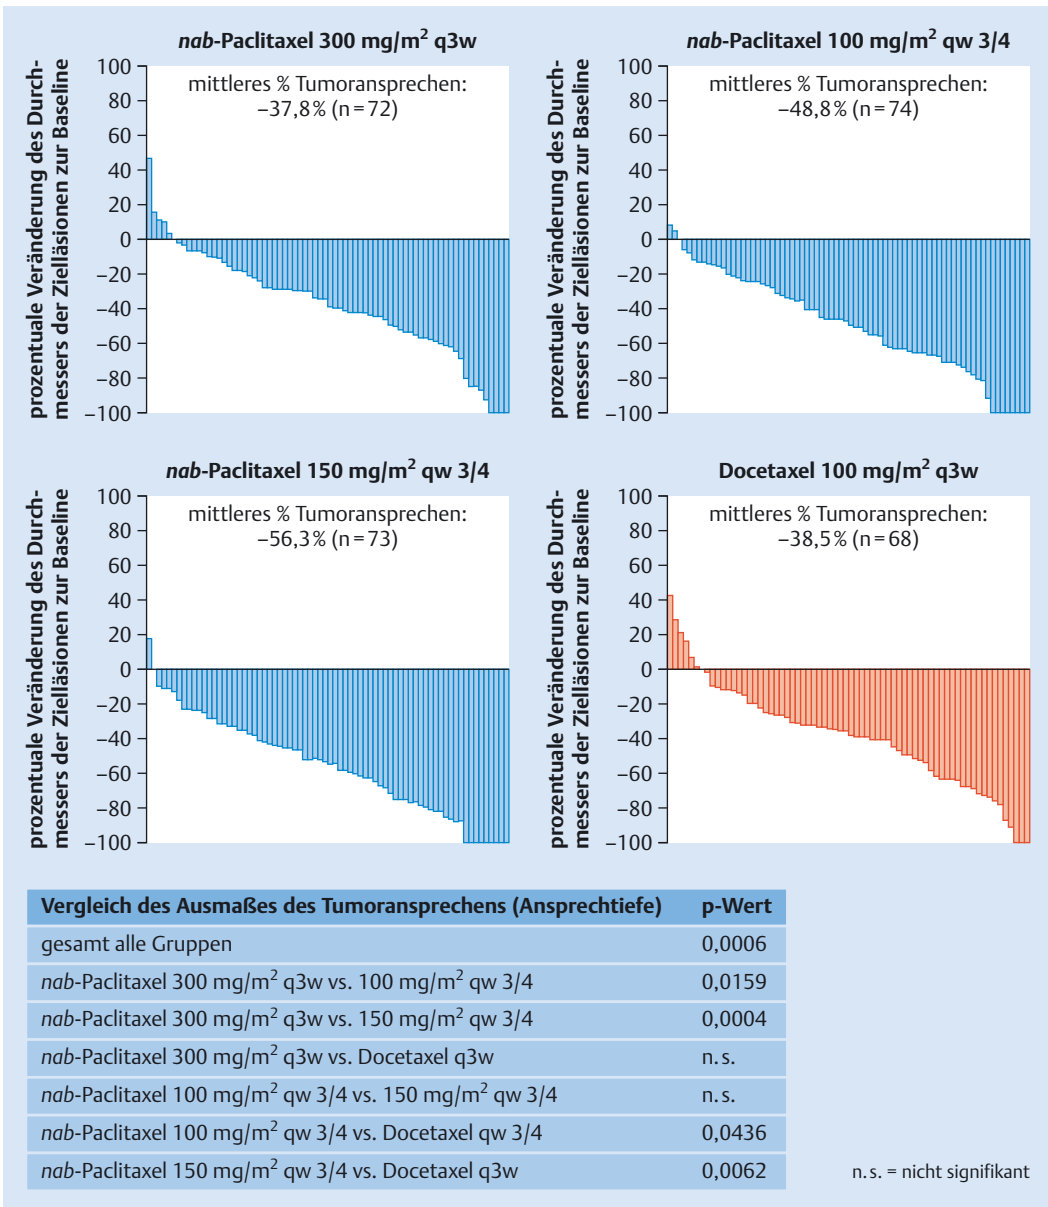 nab-Paclitaxel 300 mg/m² q3w
prozentuale Veränderung des Durch-
messers der Zielläsionen zur Baseline
100
80
60
40
20
0
–20
–40
–60
–80
–100
mittleres % Tumoransprechen:
–37,8% (n=72)
nab-Paclitaxel 100 mg/m² qw 3/4
prozentuale Veränderung des Durch-
messers der Zielläsionen zur Baseline
100
80
60
40
20
0
–20
–40
–60
–80
–100
mittleres % Tumoransprechen:
–48,8% (n=74)
nab-Paclitaxel 150 mg/m² qw 3/4
prozentuale Veränderung des Durch-
messers der Zielläsionen zur Baseline
100
80
60
40
20
0
–20
–40
–60
–80
–100
mittleres % Tumoransprechen:
–56,3% (n=73)
Docetaxel 100 mg/m² q3w
prozentuale Veränderung des Durch-
messers der Zielläsionen zur Baseline
100
80
60
40
20
0
–20
–40
–60
–80
–100
mittleres % Tumoransprechen:
–38,5% (n=68)
Vergleich des Ausmaßes des Tumoransprechens (Ansprechtiefe) p-Wert
gesamt alle Gruppen 0,0006
nab-Paclitaxel 300 mg/m² q3w vs. 100 mg/m² qw 3/4 0,0159
nab-Paclitaxel 300 mg/m² q3w vs. 150 mg/m² qw 3/4 0,0004
nab-Paclitaxel 300 mg/m² q3w vs. Docetaxel q3w n.s.
nab-Paclitaxel 100 mg/m² qw 3/4 vs. 150 mg/m² qw 3/4 n.s.
nab-Paclitaxel 100 mg/m² qw 3/4 vs. Docetaxel qw 3/4 0,0436
nab-Paclitaxel 150 mg/m² qw 3/4 vs. Docetaxel q3w 0,0062
n.s. = nicht signifikant